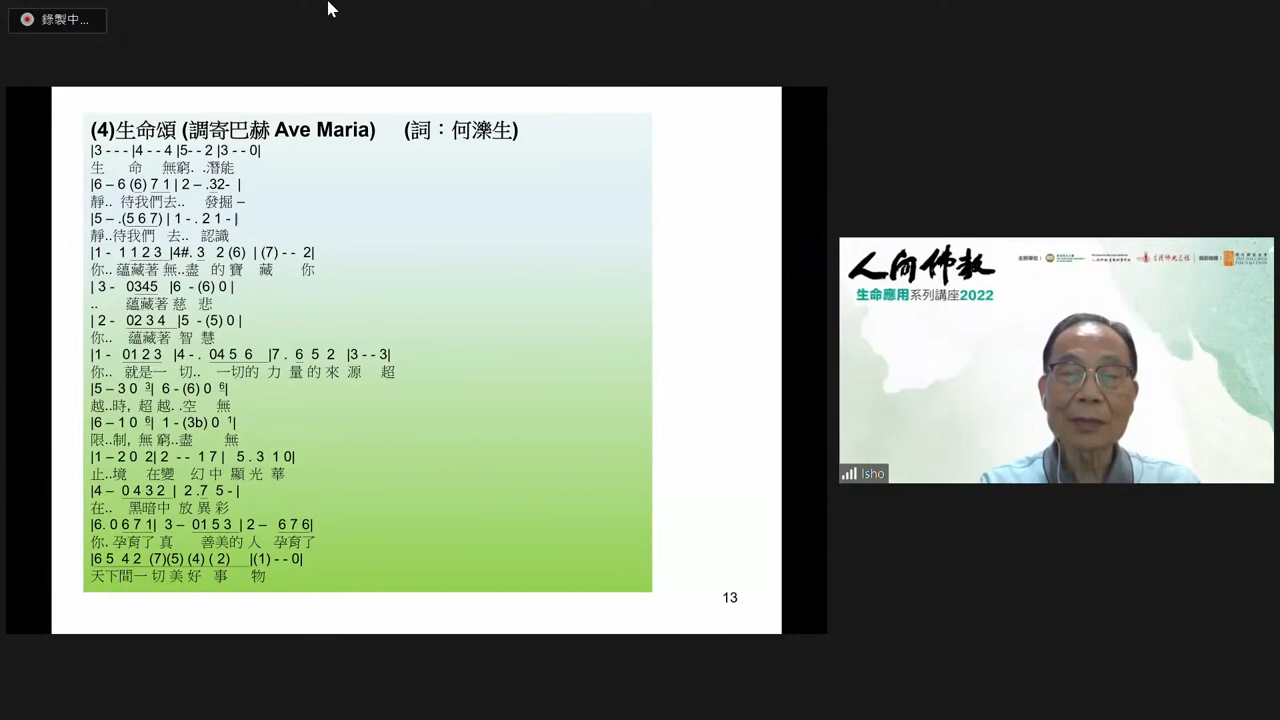 錄製中...
(4)生命頌 (調寄巴赫 Ave Maria) (詞：何濼生)
|3 - - - |4 - - 4 |5- - 2 |3 - - 0|
生 命 無窮. .潛能
|6 – 6 (6) 7 1 | 2 – .32- |
靜.. 待我們去.. 發掘 –
|5 – .(5 6 7) | 1 - . 2 1 - |
靜..待我們 去.. 認識
|1 - 1 1 2 3 |4#. 3 2 (6) | (7) - - 2|
你.. 蘊藏著 無..盡 的 寶 藏 你
| 3 - 0345 |6 - (6) 0 |
.. 蘊藏著 慈 悲
| 2 - 02 3 4 |5 - (5) 0 |
你.. 蘊藏著 智 慧
|1 - 01 2 3 |4 - . 04 5 6 |7 . 6 5 2 |3 - - 3|
你.. 就是一 切.. 一切的 力 量 的 來 源 超
|5 – 3 0 3| 6 - (6) 0 6|
越..時, 超 越. .空 無
|6 – 1 0 6| 1 - (3b) 0 1|
限..制, 無 窮..盡 無
|1 – 2 0 2| 2 - - 1 7 | 5 . 3 1 0|
止..境 在變 幻 中 顯 光 華
|4 – 0 4 3 2 | 2 .7 5 - |
在.. 黑暗中 放 異 彩
|6. 0 6 7 1| 3 – 01 5 3 | 2 – 6 7 6|
你. 孕育了 真 善美的 人 孕育了
|6 5 4 2 (7)(5) (4) ( 2) |(1) - - 0|
天下間一 切 美 好 事 物
13
人间佛教
生命應用系列講座2022
Isho